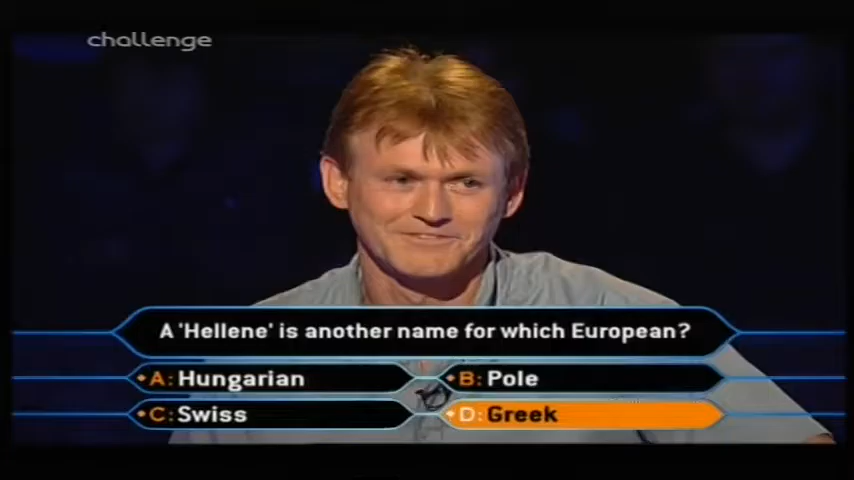 challenge
A 'Hellene' is another name for which European?
A: Hungarian
B: Pole
C: Swiss
D: Greek